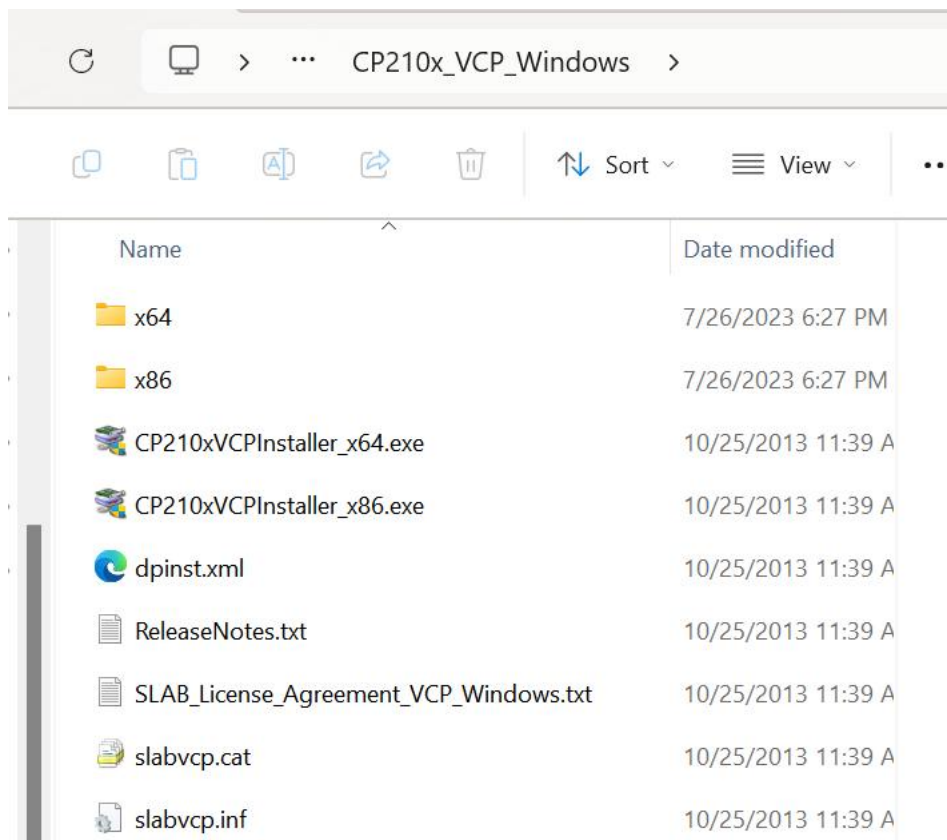 CP210x_VCP_Windows
Sort View
Name Date modified
x64 7/26/2023 6:27 PM
x86 7/26/2023 6:27 PM
CP210xVCPInstaller_x64.exe 10/25/2013 11:39 A
CP210xVCPInstaller_x86.exe 10/25/2013 11:39 A
dpinst.xml 10/25/2013 11:39 A
ReleaseNotes.txt 10/25/2013 11:39 A
SLAB_License_Agreement_VCP_Windows.txt 10/25/2013 11:39 A
slabvcp.cat 10/25/2013 11:39 A
slabvcp.inf 10/25/2013 11:39 A